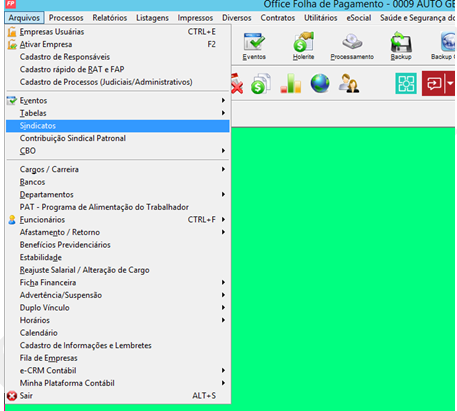 FP Office Folha de Pagamento - 0009 AUTO GE
Arquivos Processos Relatórios Listagens Impressos Diversos Contratos Utilitários eSocial Saúde e Segurança do
Empresas Usuárias CTRL+E
Ativar Empresa F2
Cadastro de Responsáveis
Cadastro rápido de RAT e FAP
Cadastro de Processos (Judiciais/Administrativos)
Eventos Holerite Processamento Backup Backup
Eventos
Tabelas
Sindicatos
Contribuição Sindical Patronal
CBO
Cargos / Carreira
Bancos
Departamentos
PAT - Programa de Alimentação do Trabalhador
Funcionários CTRL+F
Afastamento / Retorno
Benefícios Previdenciários
Estabilidade
Reajuste Salarial / Alteração de Cargo
Ficha Financeira
Advertência/Suspensão
Duplo Vínculo
Horários
Calendário
Cadastro de Informações e Lembretes
Fila de Empresas
e-CRM Contábil
Minha Plataforma Contábil
Sair ALT+S